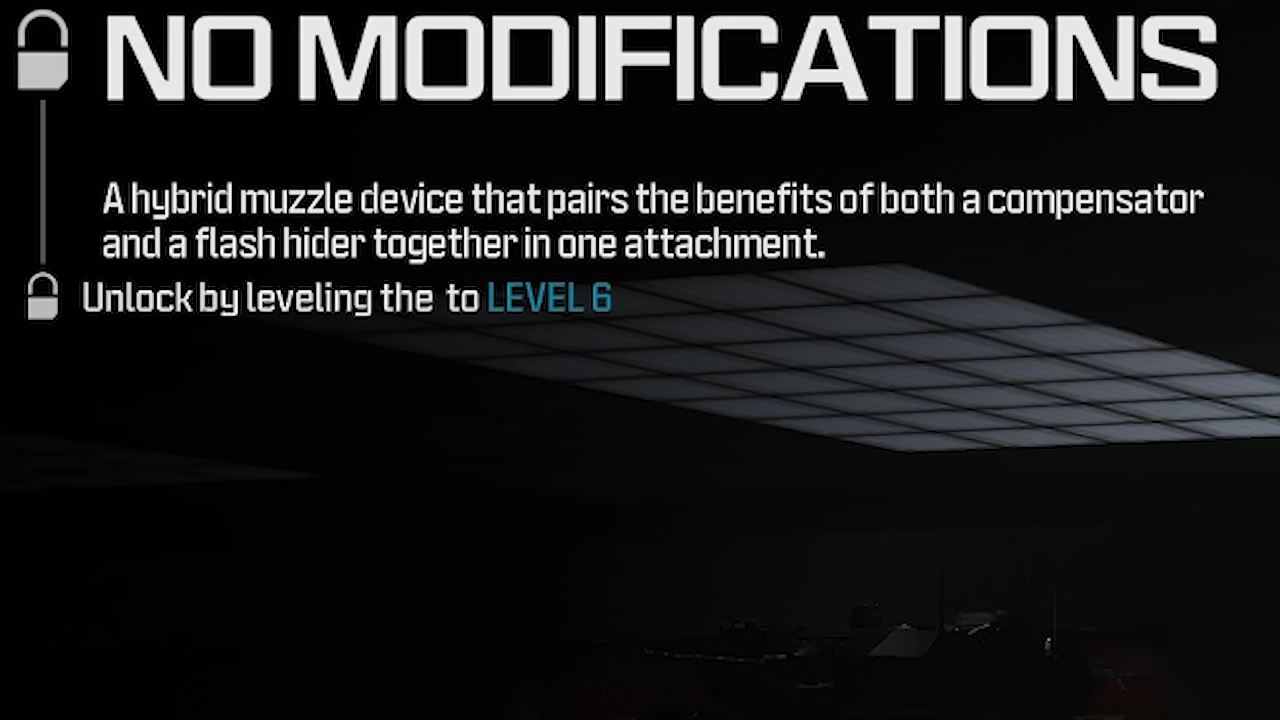 NO MODIFICATIONS
A hybrid muzzle device that pairs the benefits of both a compensator
and a flash hider together in one attachment.
Unlock by leveling the to LEVEL 6